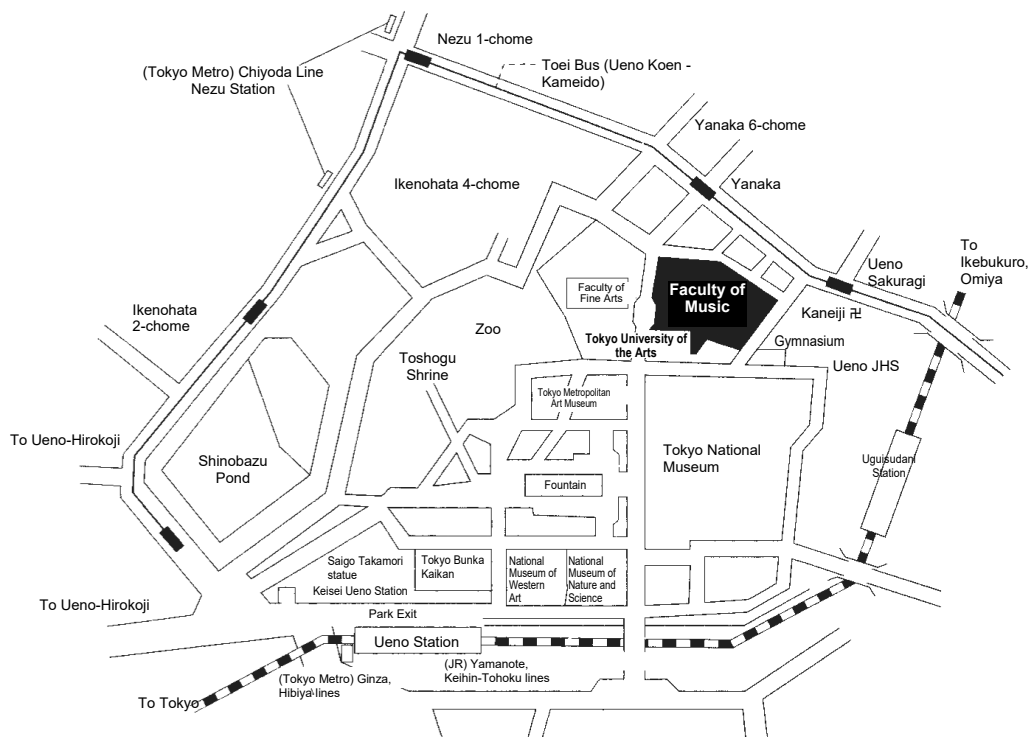 Nezu 1-chome
(Tokyo Metro) Chiyoda Line
Nezu Station
Toei Bus (Ueno Koen -
Kameido)
Yanaka 6-chome
Ikenohata 4-chome
Yanaka
To
Ikebukuro,
Omiya
Ueno
Sakuragi
Faculty of
Fine Arts
Faculty of
Music
Kaneiji 卍
Ikenohata
2-chome
Zoo
Tokyo University of
the Arts
Gymnasium
Toshogu
Shrine
Ueno JHS
Tokyo Metropolitan
Art Museum
To Ueno-Hirokoji
Shinobazu
Pond
Tokyo National
Museum
Uguisudani
Station
Fountain
Saigo Takamori
statue
Keisei Ueno Station
Tokyo Bunka
Kaikan
National
Museum of
Western
Art
National
Museum of
Nature and
Science
To Ueno-Hirokoji
Park Exit
Ueno Station
(JR) Yamanote,
Keihin-Tohoku lines
(Tokyo Metro) Ginza,
Hibiya lines
To Tokyo